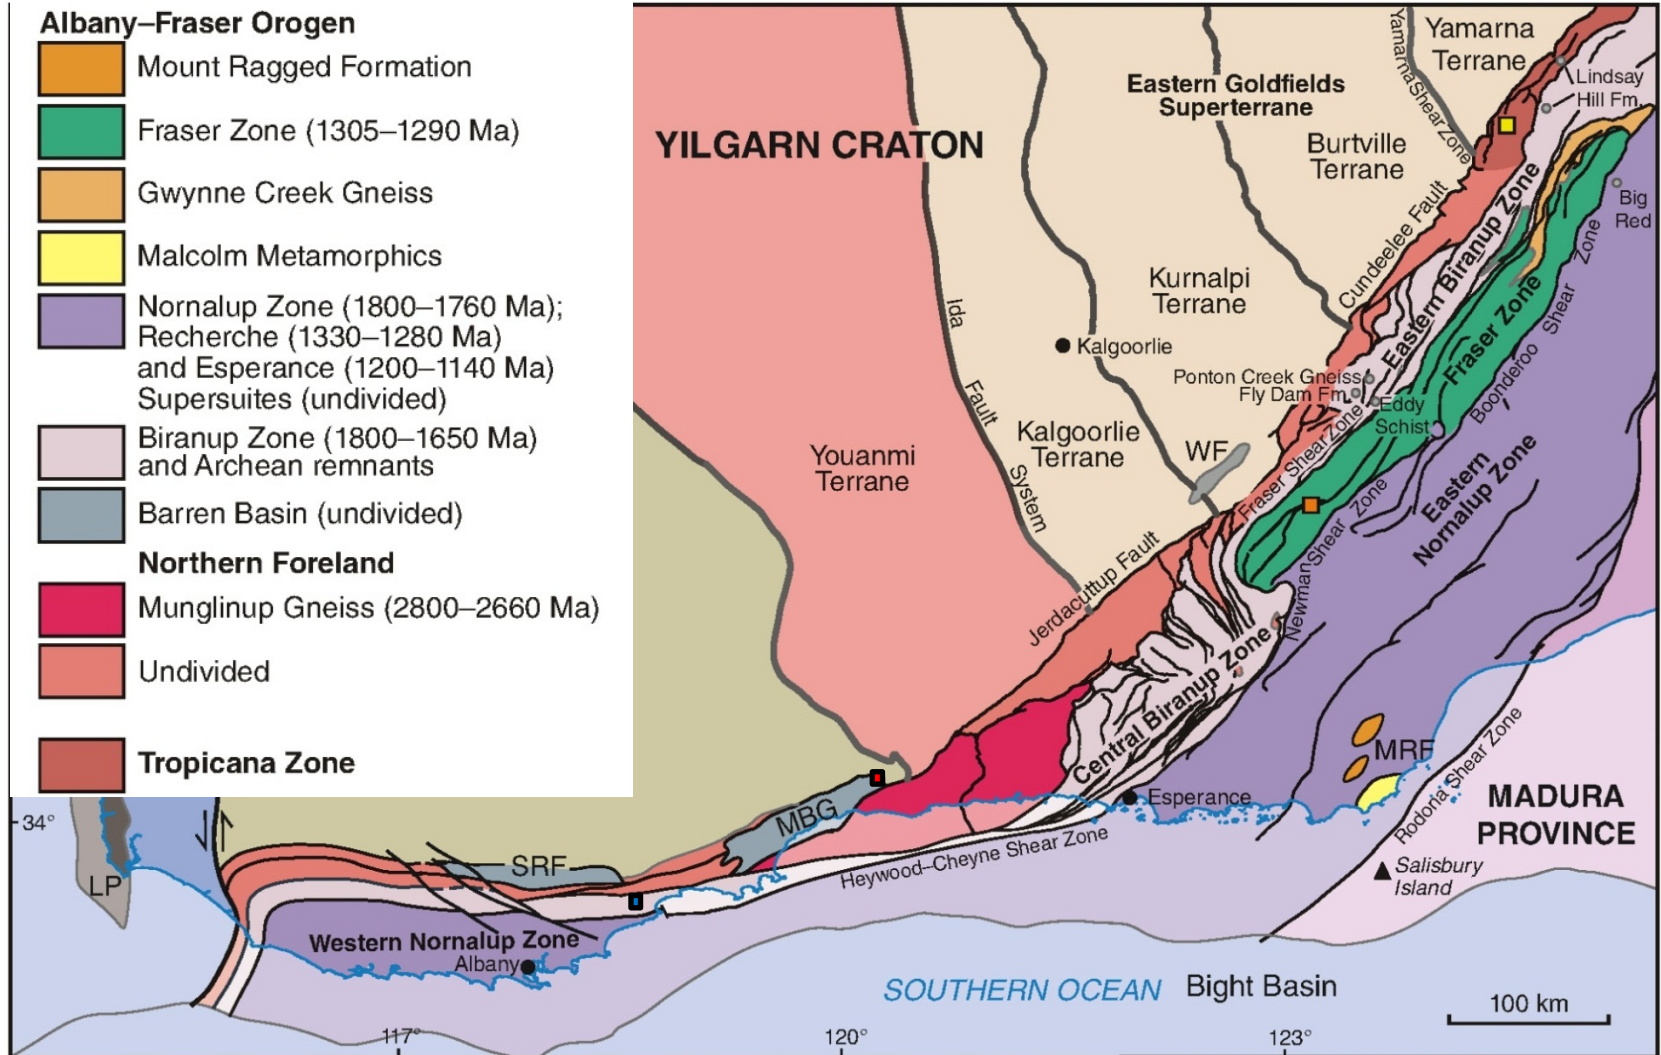 Albany–Fraser Orogen
Mount Ragged Formation
Fraser Zone (1305–1290 Ma)
Gwynne Creek Gneiss
Malcolm Metamorphics
Nornalup Zone (1800–1760 Ma);
Recherche (1330–1280 Ma)
and Esperance (1200–1140 Ma)
Supersuites (undivided)
Biranup Zone (1800–1650 Ma)
and Archean remnants
Barren Basin (undivided)
Northern Foreland
Munglinup Gneiss (2800–2660 Ma)
Undivided
Tropicana Zone
YILGARN CRATON
Eastern Goldfields
Superterrane
Yamarna
Terrane
Yamarna Shear Zone
Lindsay
Hill Fm.
Burtville
Terrane
Big
Red
Cundeelee Fault
Eastern Biranup Zone
Kurnalpi
Terrane
Fraser Zone
Boonderoo Shear Zone
Ida Fault System
Kalgoorlie
Ponton Creek Gneiss
Fly Dam Fm.
Eddy
Schist
Youanmi
Terrane
Kalgoorlie
Terrane
WF
Fraser Shear Zone
Eastern
Nornalup Zone
Newman Shear Zone
Jerdacuttup Fault
Central Biranup Zone
MRF
Rodona Shear Zone
MADURA
PROVINCE
Esperance
MBG
34°
Heywood–Cheyne Shear Zone
SRF
LP
Salisbury
Island
Western Nornalup Zone
Albany
SOUTHERN OCEAN
Bight Basin
100 km
117°
120°
123°